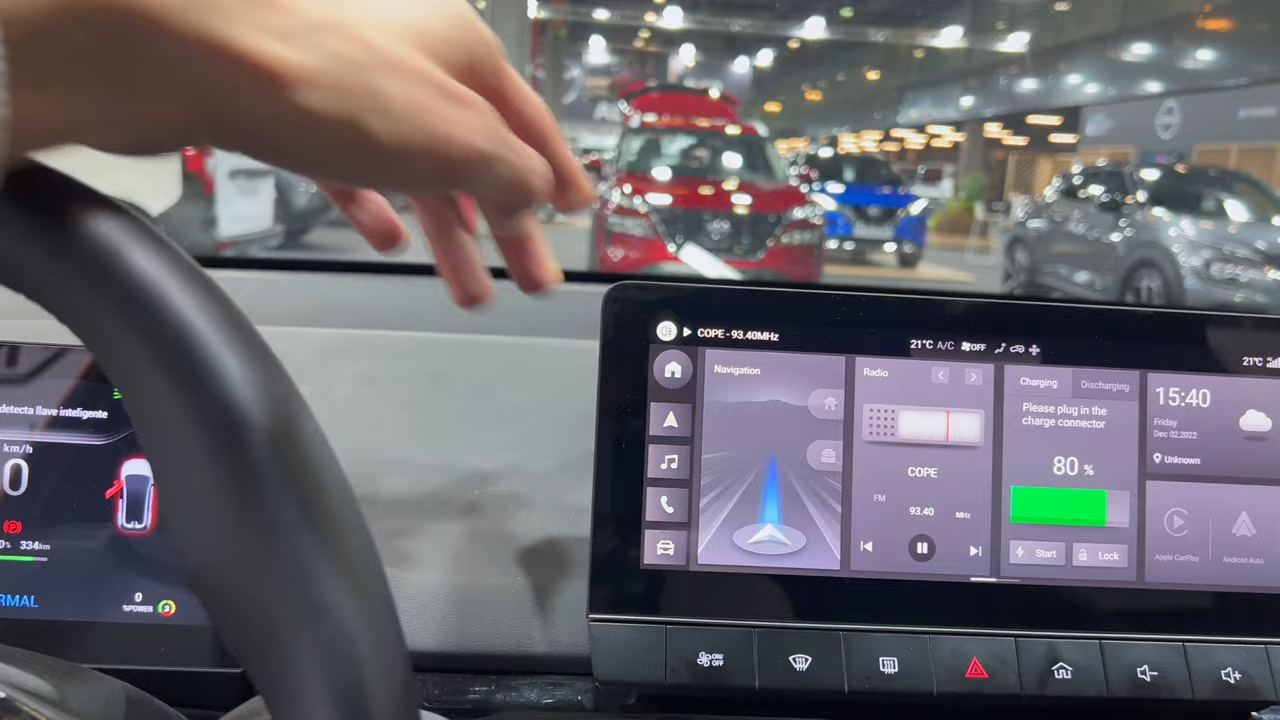 COPE - 93.40MHz
21°C A/C OFF
21°C
Navigation
Radio
COPE
FM 93.40 MHz
Charging Discharging
Please plug in the
charge connector
80 %
Start Lock
15:40
Friday
Dec 02,2022
Unknown
Apple CarPlay Android Auto
detecta llave inteligente
km/h
0
334km
RMAL
0
%POWER
ON/
OFF